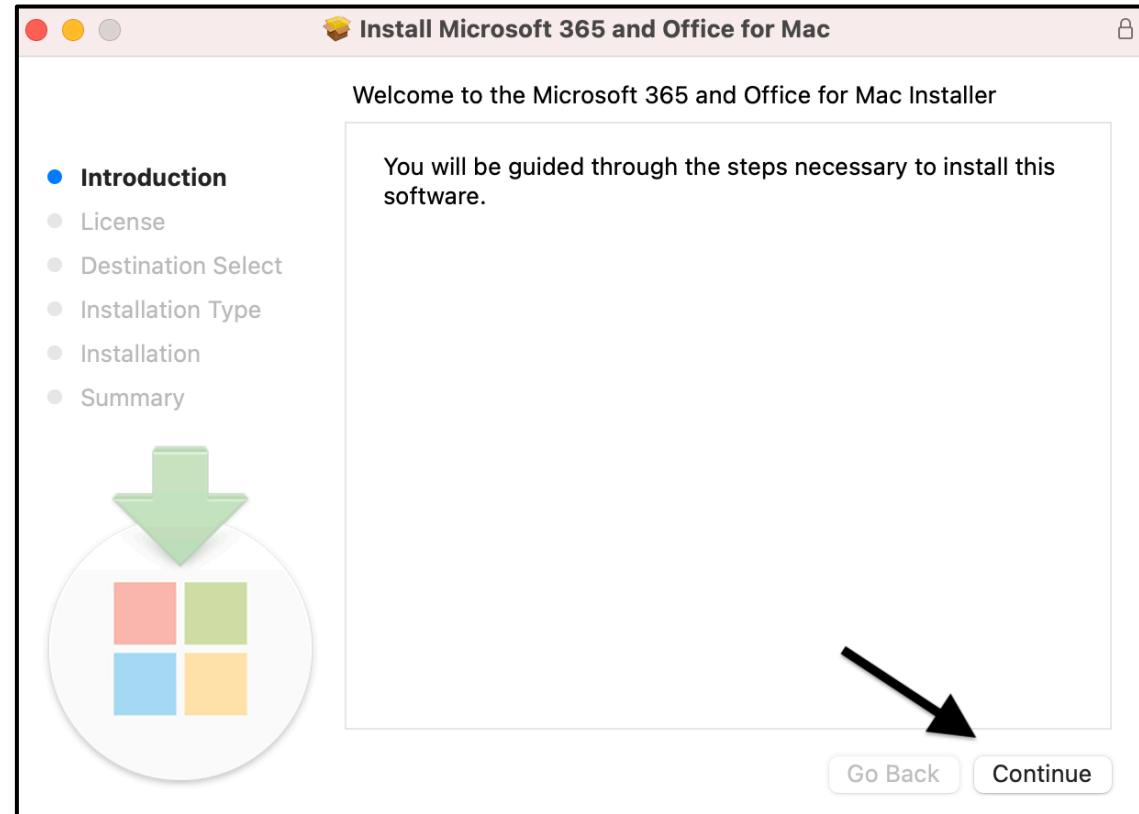 Install Microsoft 365 and Office for Mac
Welcome to the Microsoft 365 and Office for Mac Installer
Introduction
License
Destination Select
Installation Type
Installation
Summary
You will be guided through the steps necessary to install this
software.
Go Back
Continue